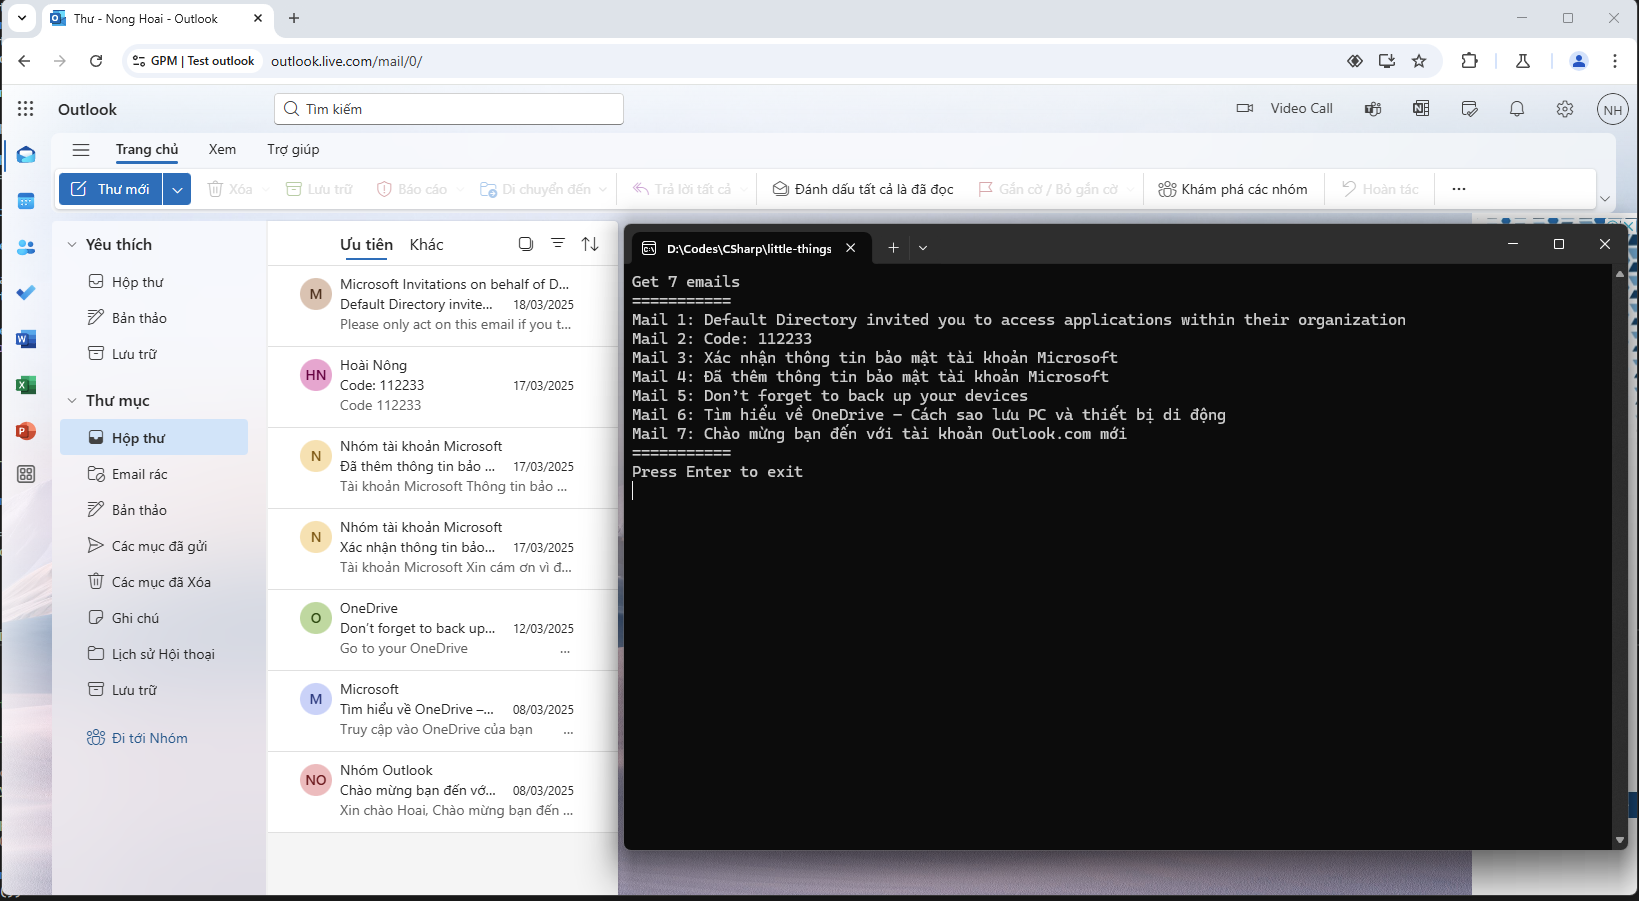 Thư - Nong Hoai - Outlook
GPM | Test outlook
outlook.live.com/mail/0/
Outlook
Tìm kiếm
Video Call
NH
Trang chủ
Xem
Trợ giúp
Thư mới
Xóa
Lưu trữ
Báo cáo
Di chuyển đến
Trả lời tất cả
Đánh dấu tất cả là đã đọc
Gắn cờ / Bỏ gắn cờ
Khám phá các nhóm
Hoàn tác
Yêu thích
Hộp thư
Bản thảo
Lưu trữ
Thư mục
Hộp thư
Email rác
Bản thảo
Các mục đã gửi
Các mục đã Xóa
Ghi chú
Lịch sử Hội thoại
Lưu trữ
Đi tới Nhóm
Ưu tiên
Khác
M
Microsoft Invitations on behalf of D...
Default Directory invite... 18/03/2025
Please only act on this email if you t...
HN
Hoài Nông
Code: 112233 17/03/2025
Code 112233
N
Nhóm tài khoản Microsoft
Đã thêm thông tin bảo ... 17/03/2025
Tài khoản Microsoft Thông tin bảo ...
N
Nhóm tài khoản Microsoft
Xác nhận thông tin bảo... 17/03/2025
Tài khoản Microsoft Xin cám ơn vì đ...
O
OneDrive
Don't forget to back up... 12/03/2025
Go to your OneDrive ...
M
Microsoft
Tìm hiểu về OneDrive –... 08/03/2025
Truy cập vào OneDrive của bạn ...
NO
Nhóm Outlook
Chào mừng bạn đến vớ... 08/03/2025
Xin chào Hoai, Chào mừng bạn đến ...
D:\Codes\CSharp\little-things
Get 7 emails
===========
Mail 1: Default Directory invited you to access applications within their organization
Mail 2: Code: 112233
Mail 3: Xác nhận thông tin bảo mật tài khoản Microsoft
Mail 4: Đã thêm thông tin bảo mật tài khoản Microsoft
Mail 5: Don't forget to back up your devices
Mail 6: Tìm hiểu về OneDrive – Cách sao lưu PC và thiết bị di động
Mail 7: Chào mừng bạn đến với tài khoản Outlook.com mới
===========
Press Enter to exit